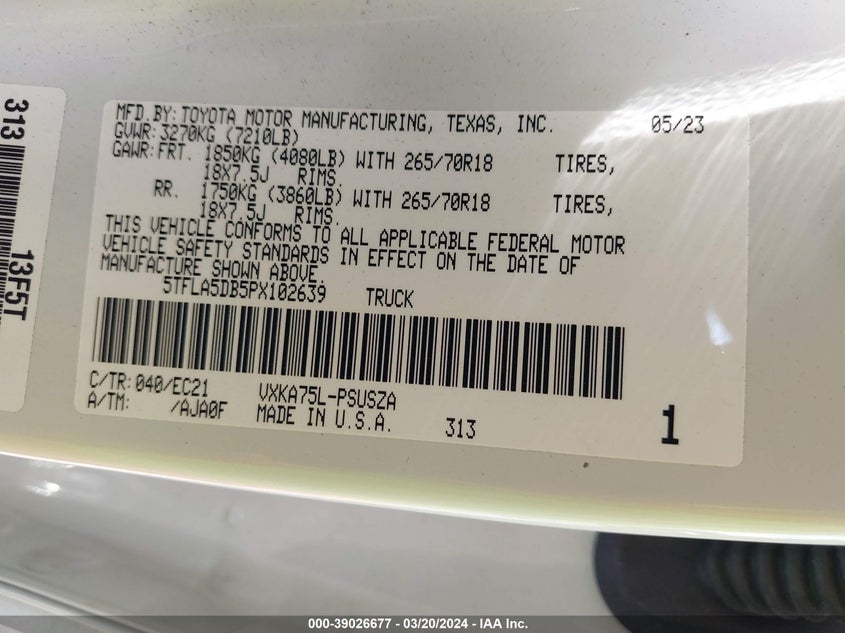 313
13F5T
MFD.BY:TOYOTA MOTOR MANUFACTURING, TEXAS, INC. 05/23
GVWR:3270KG (7210LB)
GAWR:FRT. 1850KG (4080LB) WITH 265/70R18 TIRES,
18X7.5J RIMS.
RR. 1750KG (3860LB) WITH 265/70R18 TIRES,
18X7.5J RIMS.
THIS VEHICLE CONFORMS TO ALL APPLICABLE FEDERAL MOTOR
VEHICLE SAFETY STANDARDS IN EFFECT ON THE DATE OF
MANUFACTURE SHOWN ABOVE.
5TFLA5DB5PX102639 TRUCK
C/TR:040/EC21 VXKA75L-PSUSZA
A/TM: /AJA0F MADE IN U.S.A. 313 1
000-39026677 - 03/20/2024 - IAA Inc.